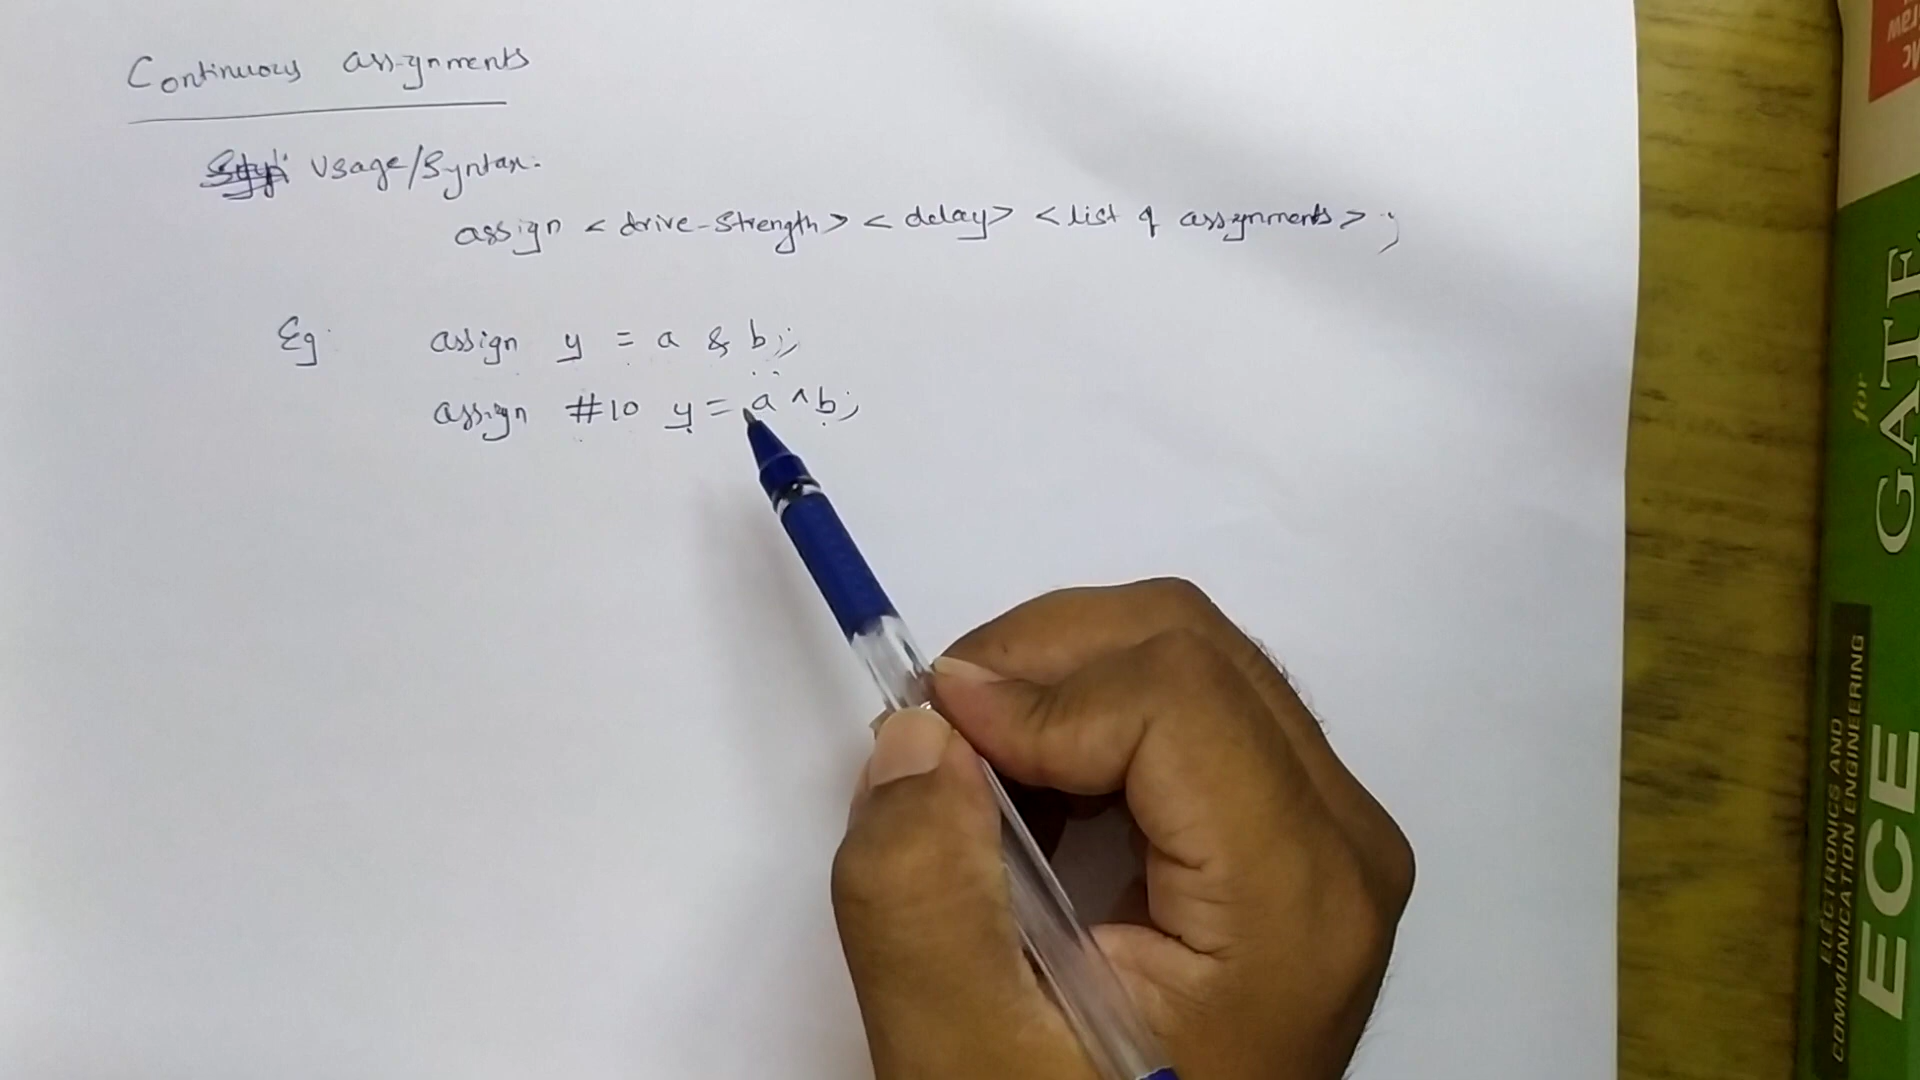 Continuous assignments
Usage/Syntax:
assign <drive-strength> <delay> <list of assignments> ;
Eg assign y = a & b;
assign #10 y = a ^ b;
for
GATE
ELECTRONICS AND
COMMUNICATION ENGINEERING
ECE